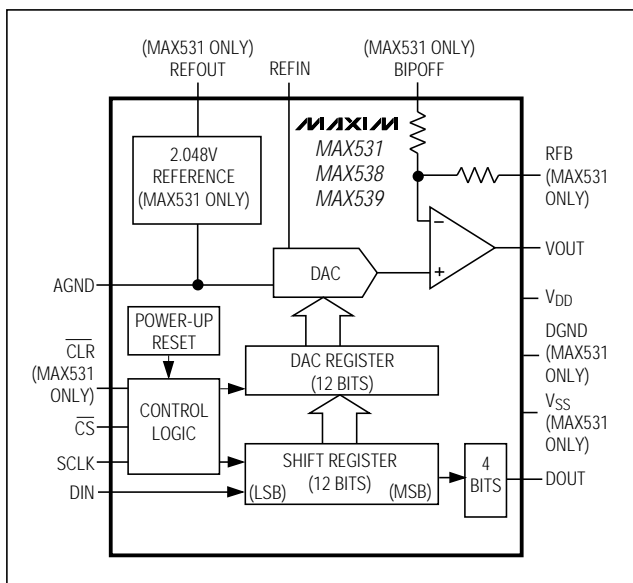 (MAX531 ONLY)
REFOUT
REFIN
(MAX531 ONLY)
BIPOFF
MAXIM
MAX531
MAX538
MAX539
2.048V
REFERENCE
(MAX531 ONLY)
RFB
(MAX531
ONLY)
−
+
VOUT
DAC
AGND
VDD
POWER-UP
RESET
DGND
(MAX531
ONLY)
CLR
(MAX531
ONLY)
DAC REGISTER
(12 BITS)
CONTROL
LOGIC
CS
VSS
(MAX531
ONLY)
SCLK
SHIFT REGISTER
(12 BITS)
(LSB)
(MSB)
4
BITS
DOUT
DIN